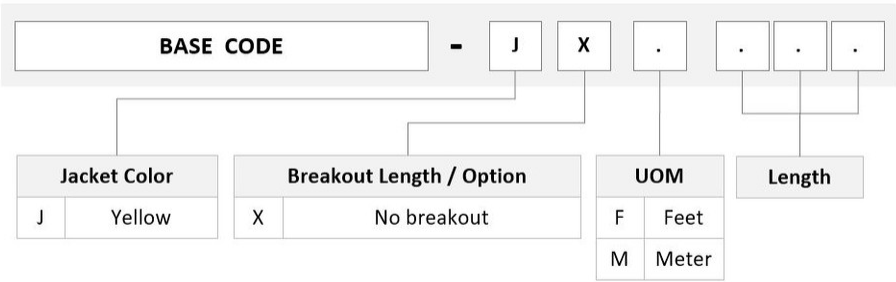 BASE CODE - J X . . . .
Jacket Color Breakout Length / Option UOM Length
J Yellow X No breakout F Feet
M Meter